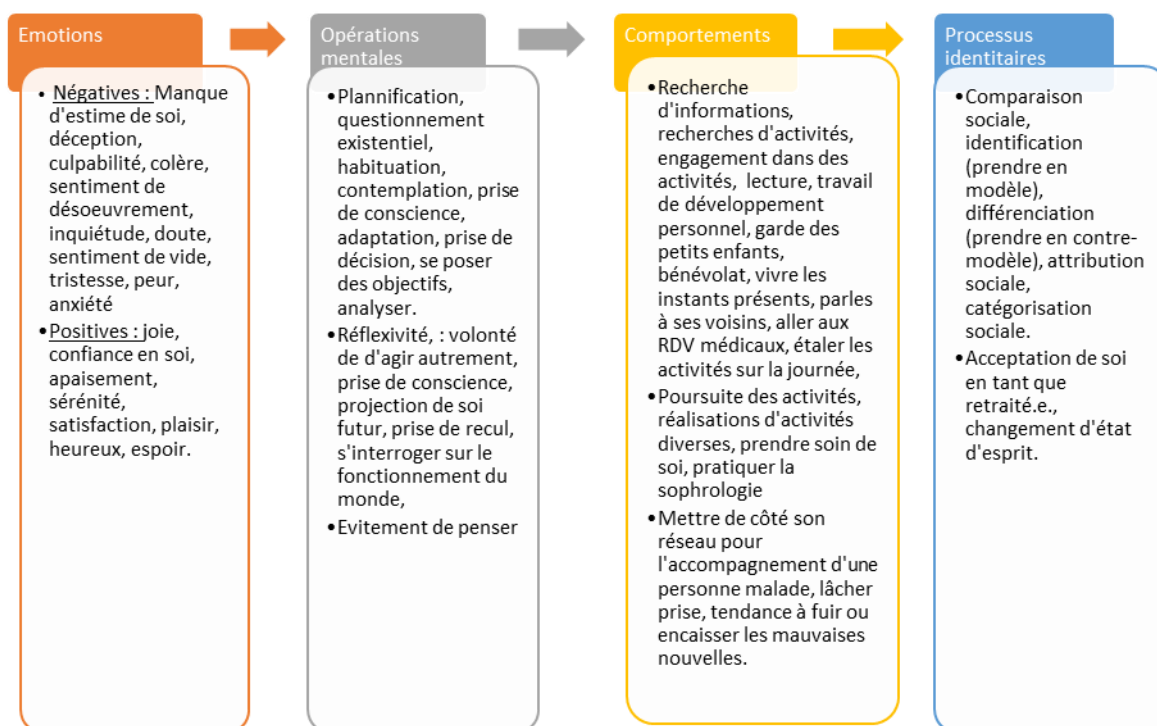 Emotions
• Négatives : Manque
d'estime de soi,
déception,
culpabilité, colère,
sentiment de
désoeuvrement,
inquiétude, doute,
sentiment de vide,
tristesse, peur,
anxiété
•Positives : joie,
confiance en soi,
apaisement,
sérénité,
satisfaction, plaisir,
heureux, espoir.
Opérations
mentales
•Plannification,
questionnement
existentiel,
habituation,
contemplation, prise
de conscience,
adaptation, prise de
décision, se poser
des objectifs,
analyser.
•Réflexivité, : volonté
de d'agir autrement,
prise de conscience,
projection de soi
futur, prise de recul,
s'interroger sur le
fonctionnement du
monde,
•Evitement de penser
Comportements
•Recherche
d'informations,
recherches d'activités,
engagement dans des
activités, lecture, travail
de développement
personnel, garde des
petits enfants,
bénévolat, vivre les
instants présents, parles
à ses voisins, aller aux
RDV médicaux, étaler les
activités sur la journée,
•Poursuite des activités,
réalisations d'activités
diverses, prendre soin de
soi, pratiquer la
sophrologie
•Mettre de côté son
réseau pour
l'accompagnement d'une
personne malade, lâcher
prise, tendance à fuir ou
encaisser les mauvaises
nouvelles.
Processus
identitaires
•Comparaison
sociale,
identification
(prendre en
modèle),
différenciation
(prendre en contre-
modèle), attribution
sociale,
catégorisation
sociale.
•Acceptation de soi
en tant que
retraité.e.,
changement d'état
d'esprit.